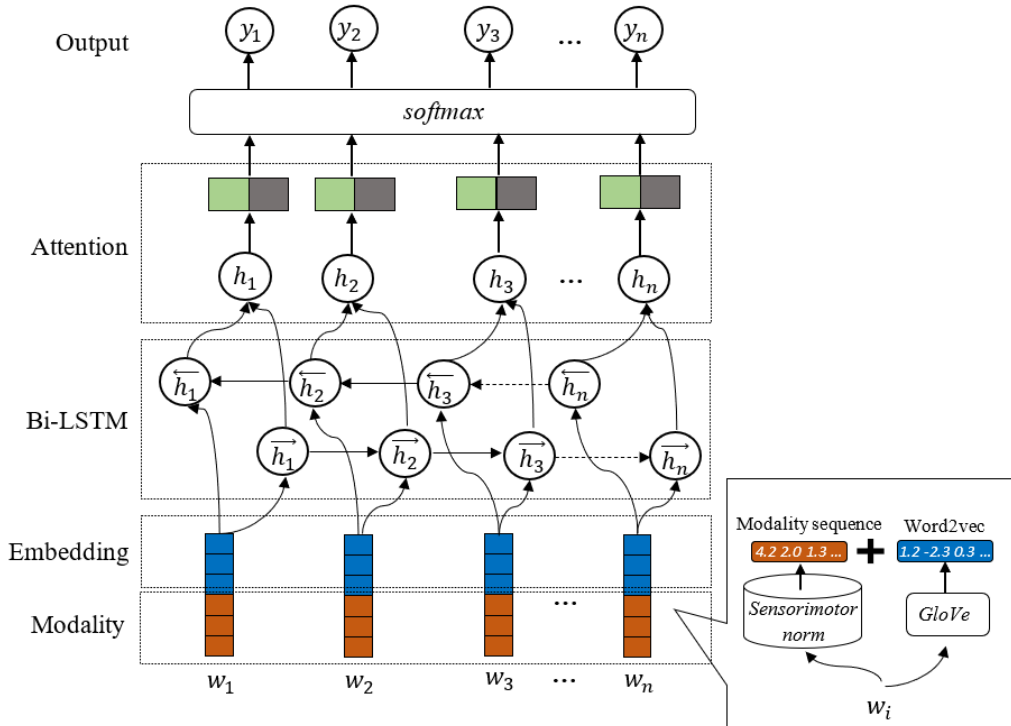 Output
y₁ y₂ y₃ ... yₙ
softmax
Attention
h₁ h₂ h₃ ... hₙ
Bi-LSTM
←h₁ ←h₂ ←h₃ ←hₙ
→h₁ →h₂ →h₃ →hₙ
Embedding
Modality
...
w₁ w₂ w₃ ... wₙ
Modality sequence
4.2 2.0 1.3 ...
+
Word2vec
1.2 -2.3 0.3 ...
Sensorimotor
norm
GloVe
wᵢ